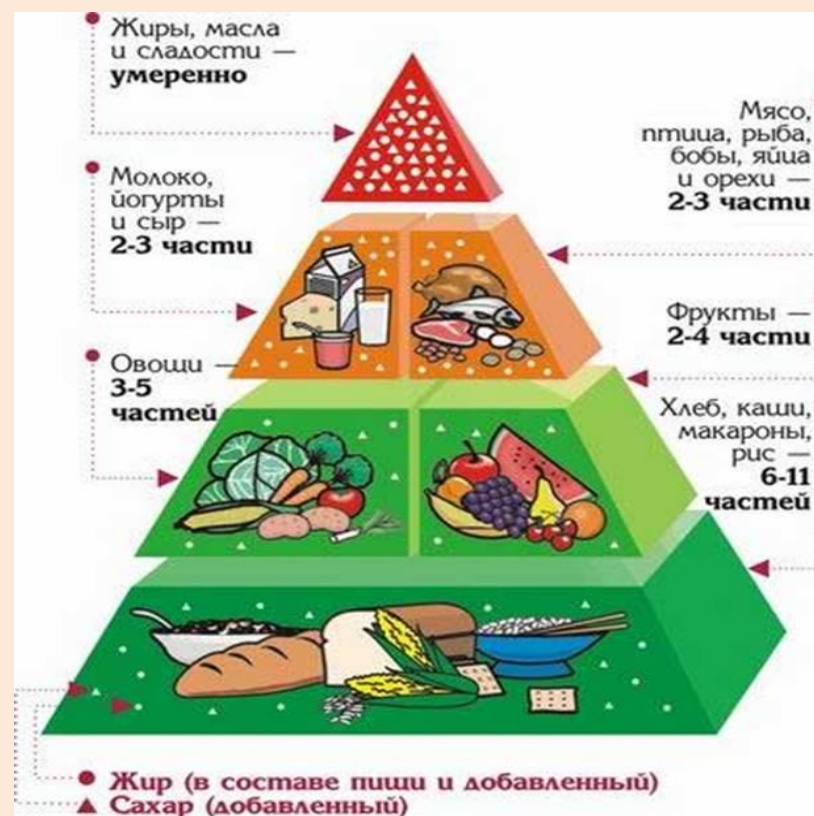 Жиры, масла
и сладости —
умеренно
Мясо,
птица, рыба,
бобы, яйца
и орехи —
2-3 части
Молоко,
йогурты
и сыр —
2-3 части
Фрукты —
2-4 части
Овощи —
3-5
частей
Хлеб, каши,
макароны,
рис —
6-11
частей
Жир (в составе пищи и добавленный)
Сахар (добавленный)